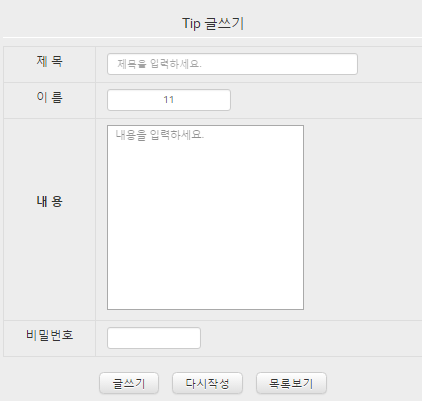 Tip 글쓰기
제 목 제목을 입력하세요.
이 름 11
내용을 입력하세요.
내 용
비밀번호
글쓰기 다시작성 목록보기